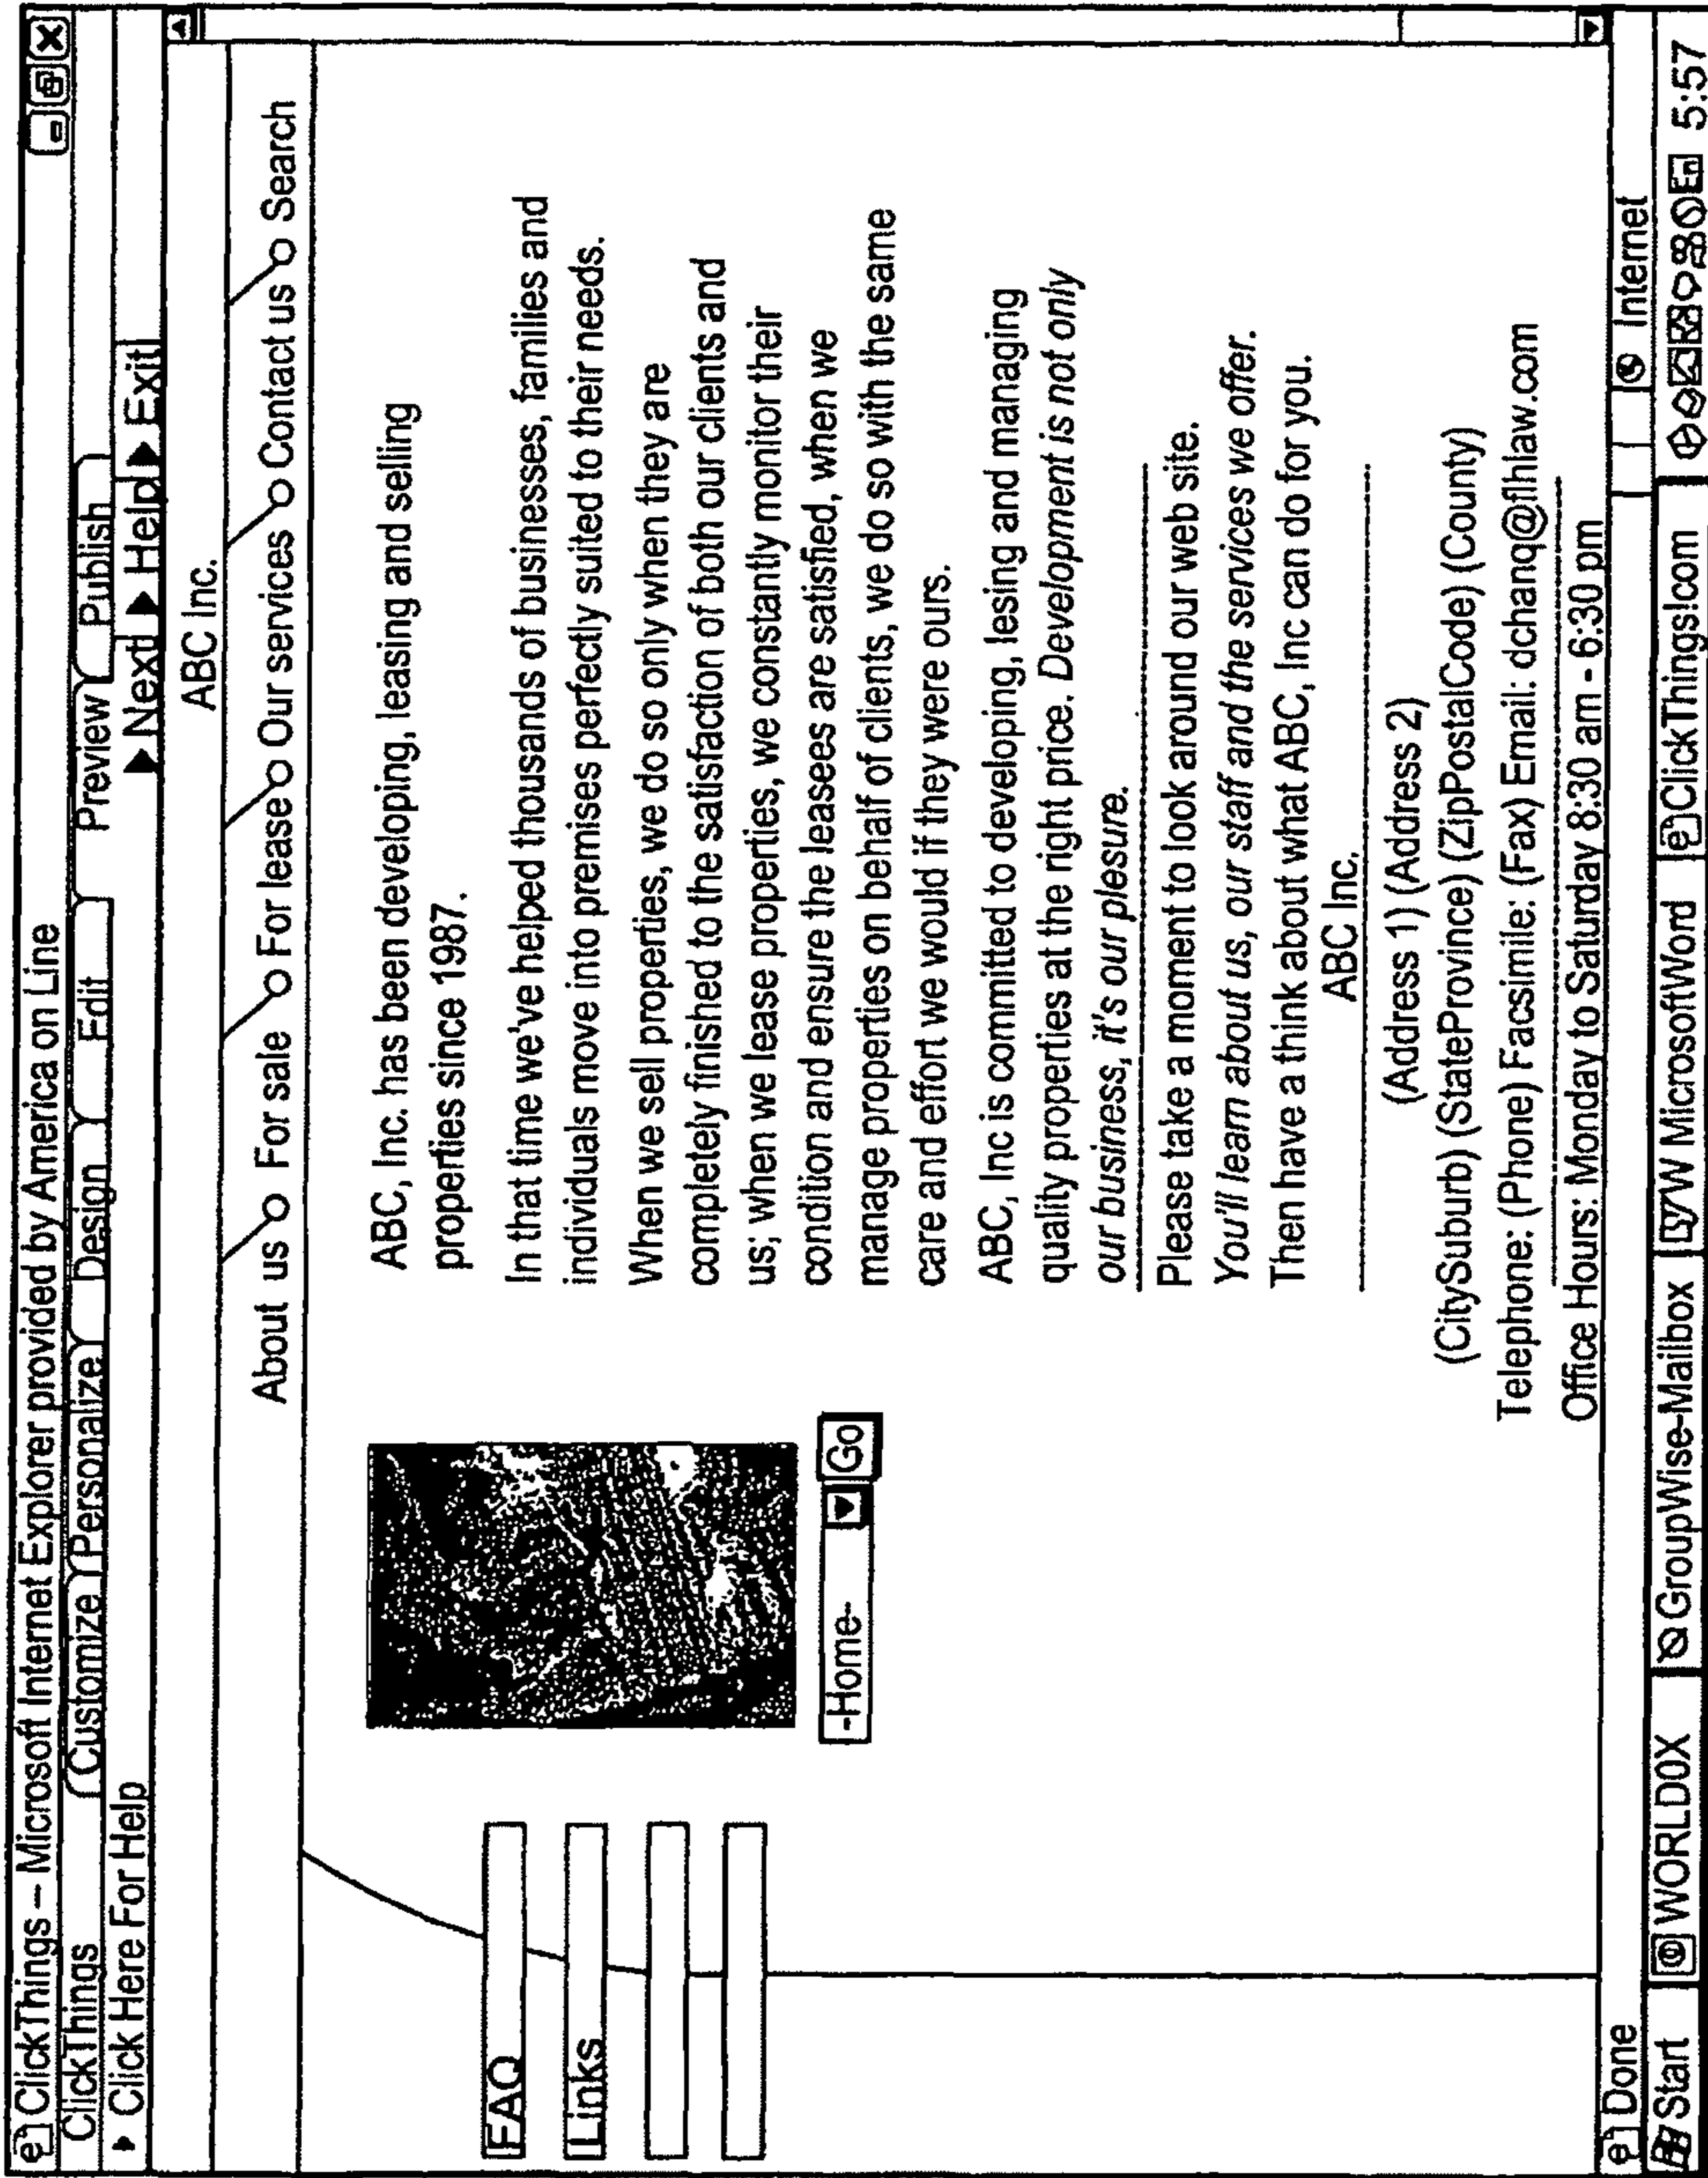 ClickThings – Microsoft Internet Explorer provided by America on Line
ClickThings Customize Personalize Design Edit Preview Publish
Click Here For Help Next Help Exit
ABC Inc.
About us For sale For lease Our services Contact us Search
FAQ
Links
-Home- Go
ABC, Inc. has been developing, leasing and selling
properties since 1987.
In that time we've helped thousands of businesses, families and
individuals move into premises perfectly suited to their needs.
When we sell properties, we do so only when they are
completely finished to the satisfaction of both our clients and
us; when we lease properties, we constantly monitor their
condition and ensure the leasees are satisfied, when we
manage properties on behalf of clients, we do so with the same
care and effort we would if they were ours.
ABC, Inc is committed to developing, lesing and managing
quality properties at the right price. Development is not only
our business, it's our plesure.
Please take a moment to look around our web site.
You'll learn about us, our staff and the services we offer.
Then have a think about what ABC, Inc can do for you.
ABC Inc.
(Address 1) (Address 2)
(CitySuburb) (StateProvince) (ZipPostalCode) (County)
Telephone: (Phone) Facsimile: (Fax) Email: dchanq@flhlaw.com
Office Hours: Monday to Saturday 8:30 am - 6:30 pm
Done Internet
Start WORLDOX GroupWise-Mailbox W MicrosoftWord ClickThings!com En 5:57